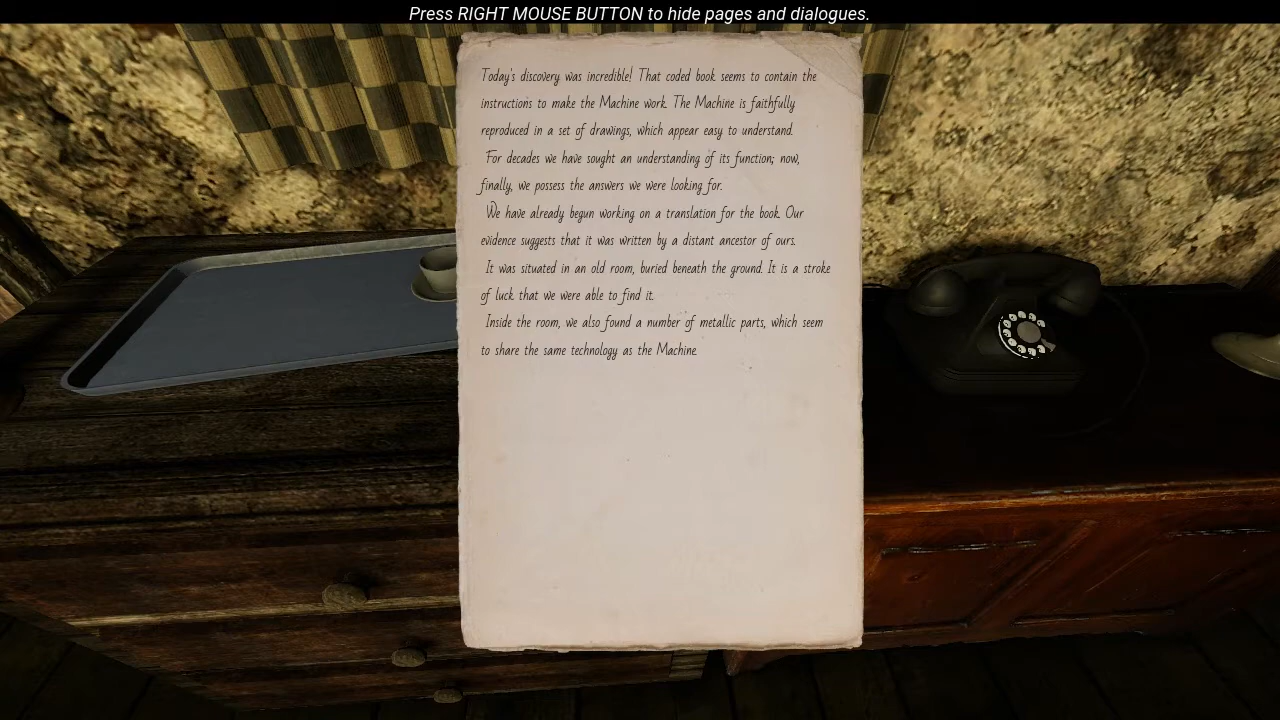 Press RIGHT MOUSE BUTTON to hide pages and dialogues.
Today's discovery was incredible! That coded book seems to contain the
instructions to make the Machine work. The Machine is faithfully
reproduced in a set of drawings, which appear easy to understand.
For decades we have sought an understanding of its function; now,
finally, we possess the answers we were looking for.
We have already begun working on a translation for the book. Our
evidence suggests that it was written by a distant ancestor of ours.
It was situated in an old room, buried beneath the ground. It is a stroke
of luck that we were able to find it.
Inside the room, we also found a number of metallic parts, which seem
to share the same technology as the Machine.